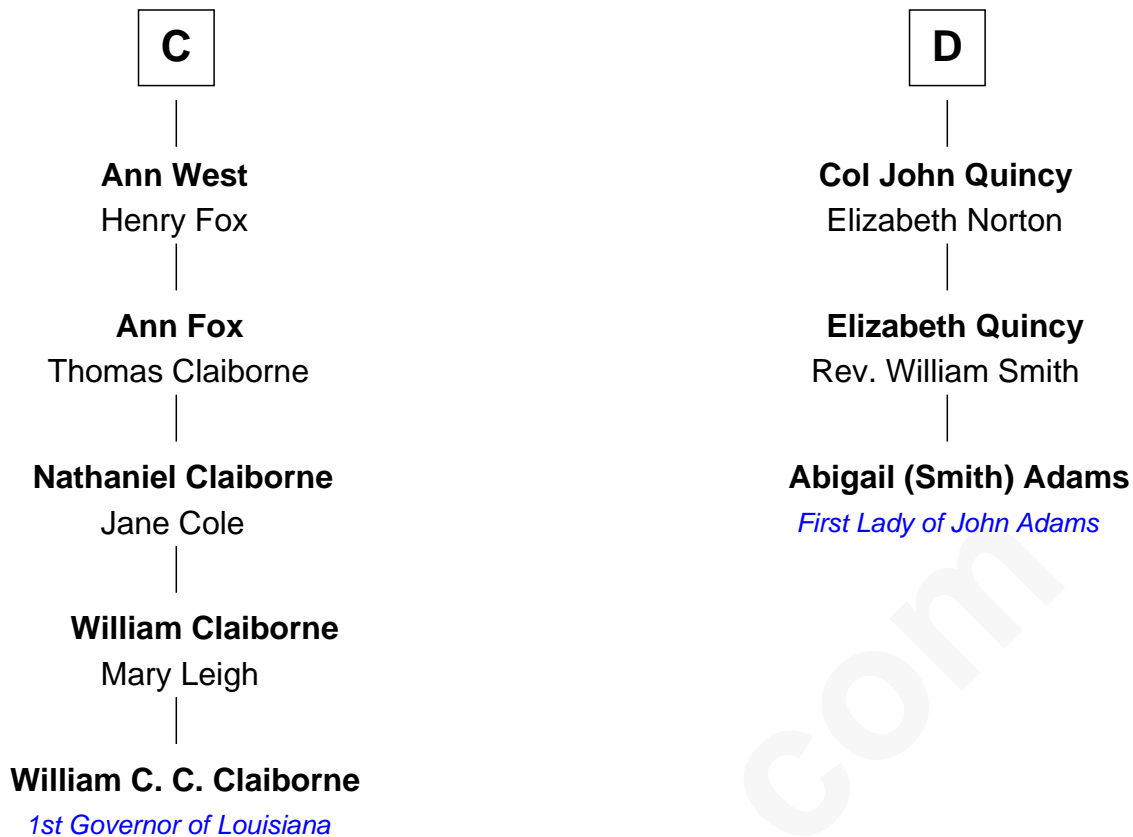 C
Ann West
Henry Fox
Ann Fox
Thomas Claiborne
Nathaniel Claiborne
Jane Cole
William Claiborne
Mary Leigh
William C. C. Claiborne
1st Governor of Louisiana
D
Col John Quincy
Elizabeth Norton
Elizabeth Quincy
Rev. William Smith
Abigail (Smith) Adams
First Lady of John Adams
com